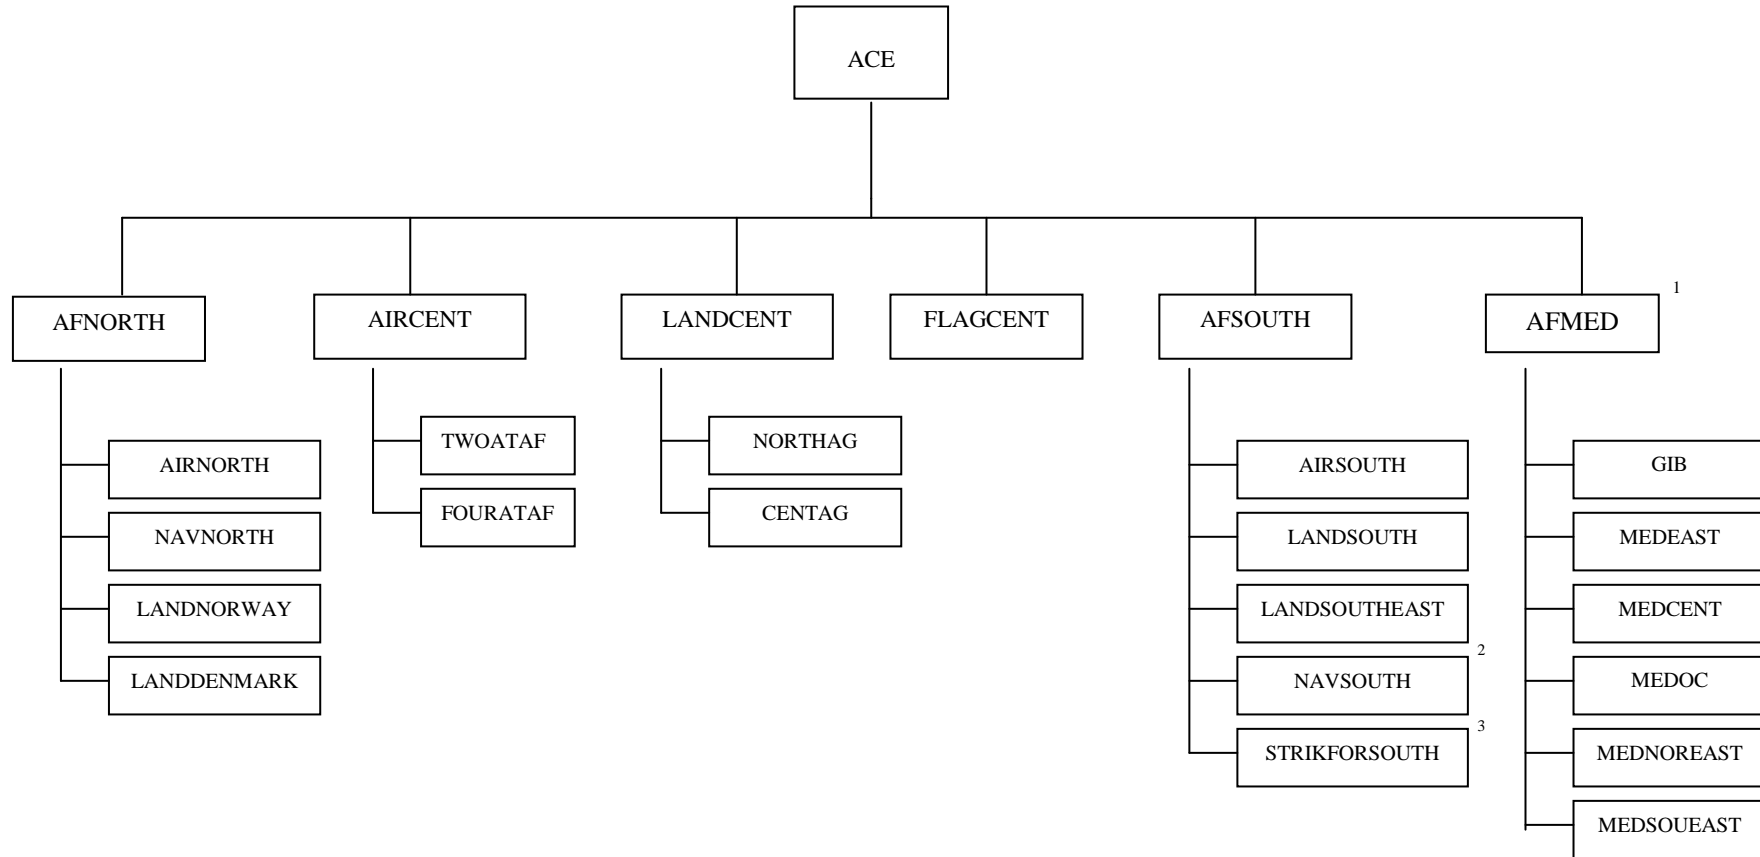 ACE
AFNORTH
AIRCENT
LANDCENT
FLAGCENT
AFSOUTH
AFMED
1
AIRNORTH
NAVNORTH
LANDNORWAY
LANDDENMARK
TWOATAF
FOURATAF
NORTHAG
CENTAG
AIRSOUTH
LANDSOUTH
LANDSOUTHEAST
2
NAVSOUTH
3
STRIKFORSOUTH
GIB
MEDEAST
MEDCENT
MEDOC
MEDNOREAST
MEDSOUEAST